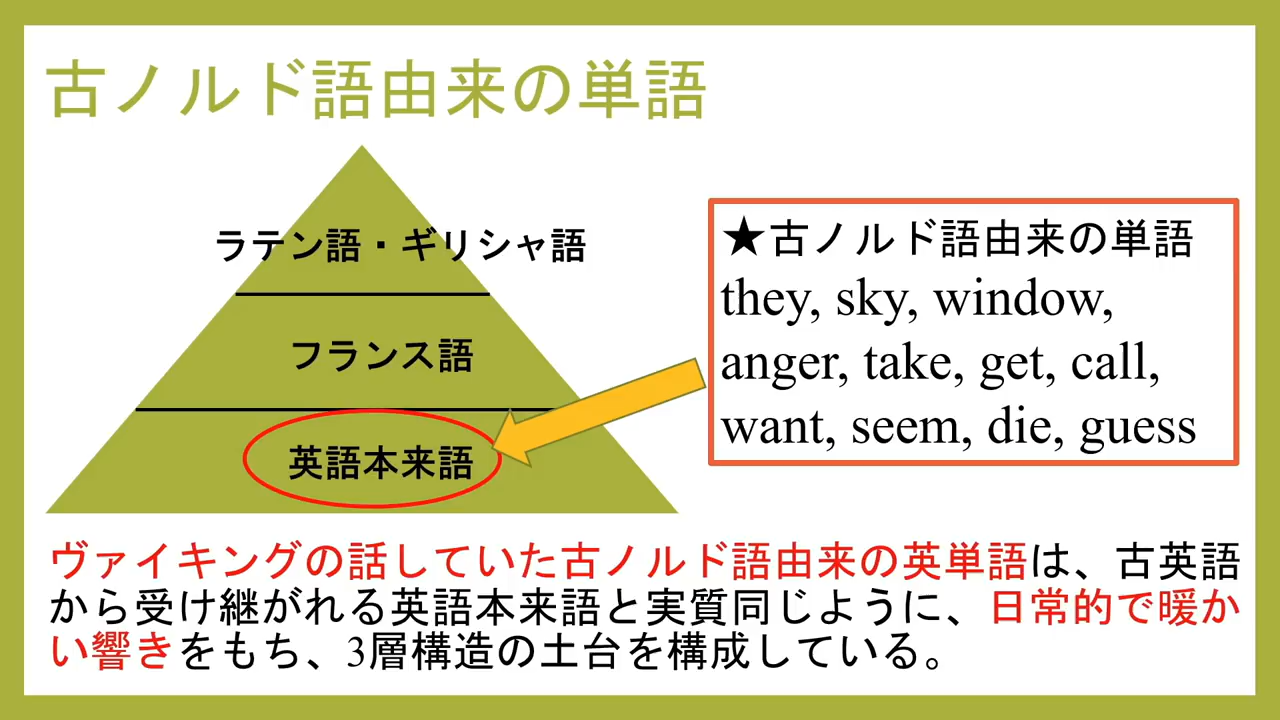 古ノルド語由来の単語
ラテン語・ギリシャ語
フランス語
英語本来語
★古ノルド語由来の単語
they, sky, window,
anger, take, get, call,
want, seem, die, guess
ヴァイキングの話していた古ノルド語由来の英単語は、古英語
から受け継がれる英語本来語と実質同じように、日常的で暖か
い響きをもち、3層構造の土台を構成している。